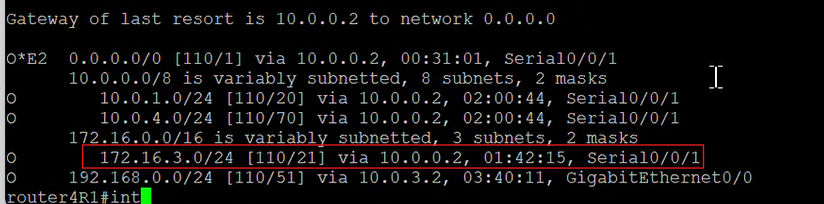 Gateway of last resort is 10.0.0.2 to network 0.0.0.0
O*E2 0.0.0.0/0 [110/1] via 10.0.0.2, 00:31:01, Serial0/0/1
10.0.0.0/8 is variably subnetted, 8 subnets, 2 masks
O 10.0.1.0/24 [110/20] via 10.0.0.2, 02:00:44, Serial0/0/1
O 10.0.4.0/24 [110/70] via 10.0.0.2, 02:00:44, Serial0/0/1
172.16.0.0/16 is variably subnetted, 3 subnets, 2 masks
O 172.16.3.0/24 [110/21] via 10.0.0.2, 01:42:15, Serial0/0/1
O 192.168.0.0/24 [110/51] via 10.0.3.2, 03:40:11, GigabitEthernet0/0
router4R1#int